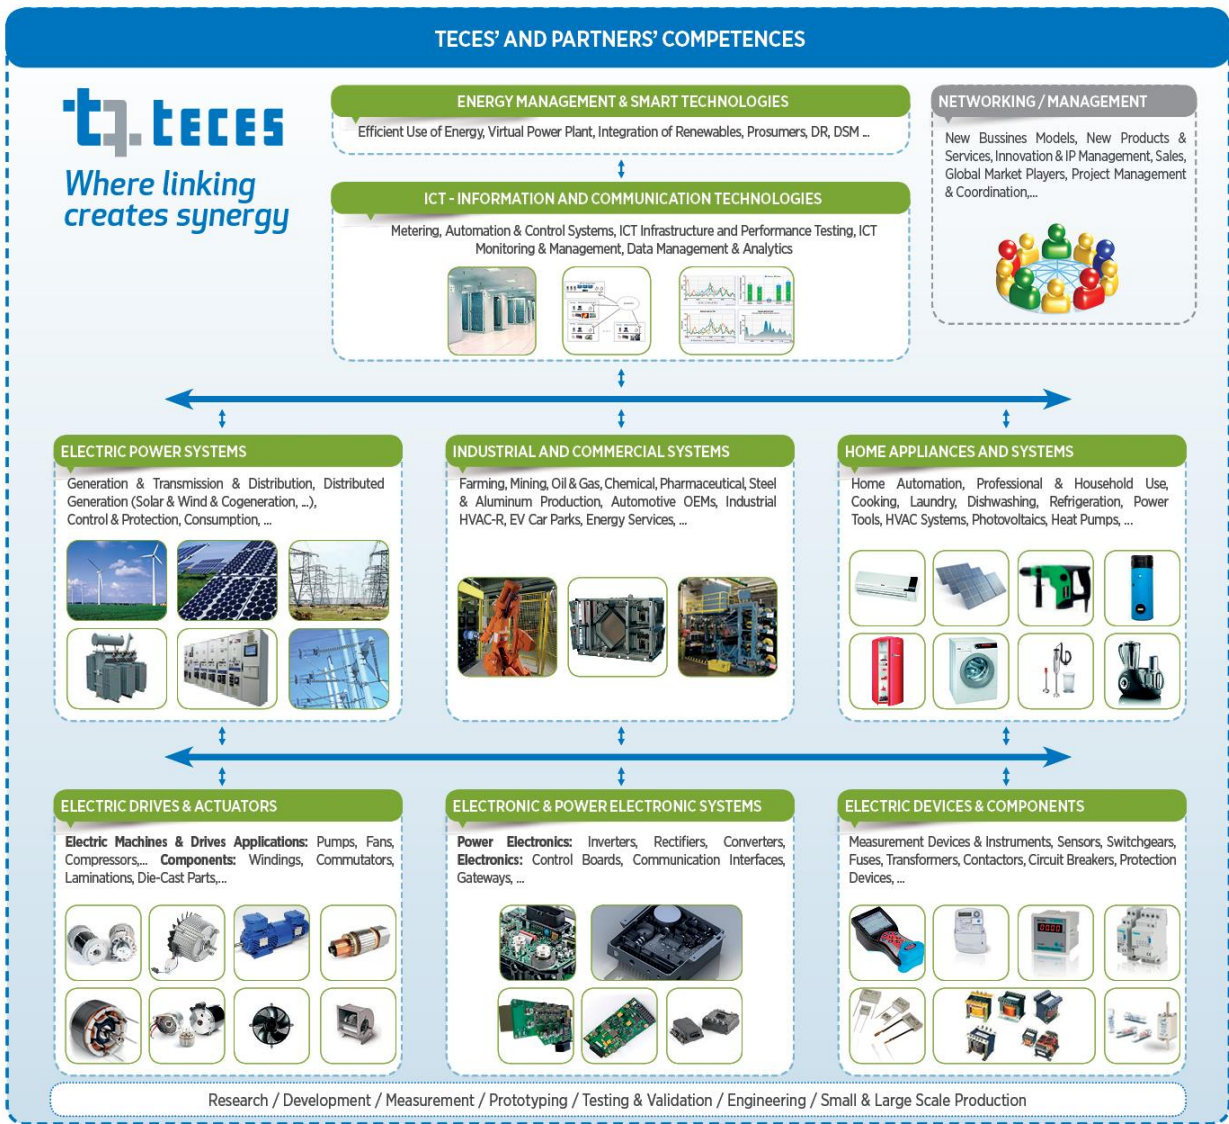 TECES’ AND PARTNERS’ COMPETENCES
teces
Where linking
creates synergy
ENERGY MANAGEMENT & SMART TECHNOLOGIES
Efficient Use of Energy, Virtual Power Plant, Integration of Renewables, Prosumers, DR, DSM ...
ICT - INFORMATION AND COMMUNICATION TECHNOLOGIES
Metering, Automation & Control Systems, ICT Infrastructure and Performance Testing, ICT
Monitoring & Management, Data Management & Analytics
NETWORKING / MANAGEMENT
New Bussines Models, New Products &
Services, Innovation & IP Management, Sales,
Global Market Players, Project Management
& Coordination,...
ELECTRIC POWER SYSTEMS
Generation & Transmission & Distribution, Distributed
Generation (Solar & Wind & Cogeneration, ...),
Control & Protection, Consumption, ...
INDUSTRIAL AND COMMERCIAL SYSTEMS
Farming, Mining, Oil & Gas, Chemical, Pharmaceutical, Steel
& Aluminum Production, Automotive OEMs, Industrial
HVAC-R, EV Car Parks, Energy Services, ...
HOME APPLIANCES AND SYSTEMS
Home Automation, Professional & Household Use,
Cooking, Laundry, Dishwashing, Refrigeration, Power
Tools, HVAC Systems, Photovoltaics, Heat Pumps, ...
ELECTRIC DRIVES & ACTUATORS
Electric Machines & Drives Applications: Pumps, Fans,
Compressors,... Components: Windings, Commutators,
Laminations, Die-Cast Parts,...
ELECTRONIC & POWER ELECTRONIC SYSTEMS
Power Electronics: Inverters, Rectifiers, Converters,
Electronics: Control Boards, Communication Interfaces,
Gateways, ...
ELECTRIC DEVICES & COMPONENTS
Measurement Devices & Instruments, Sensors, Switchgears,
Fuses, Transformers, Contactors, Circuit Breakers, Protection
Devices, ...
0000
Research / Development / Measurement / Prototyping / Testing & Validation / Engineering / Small & Large Scale Production